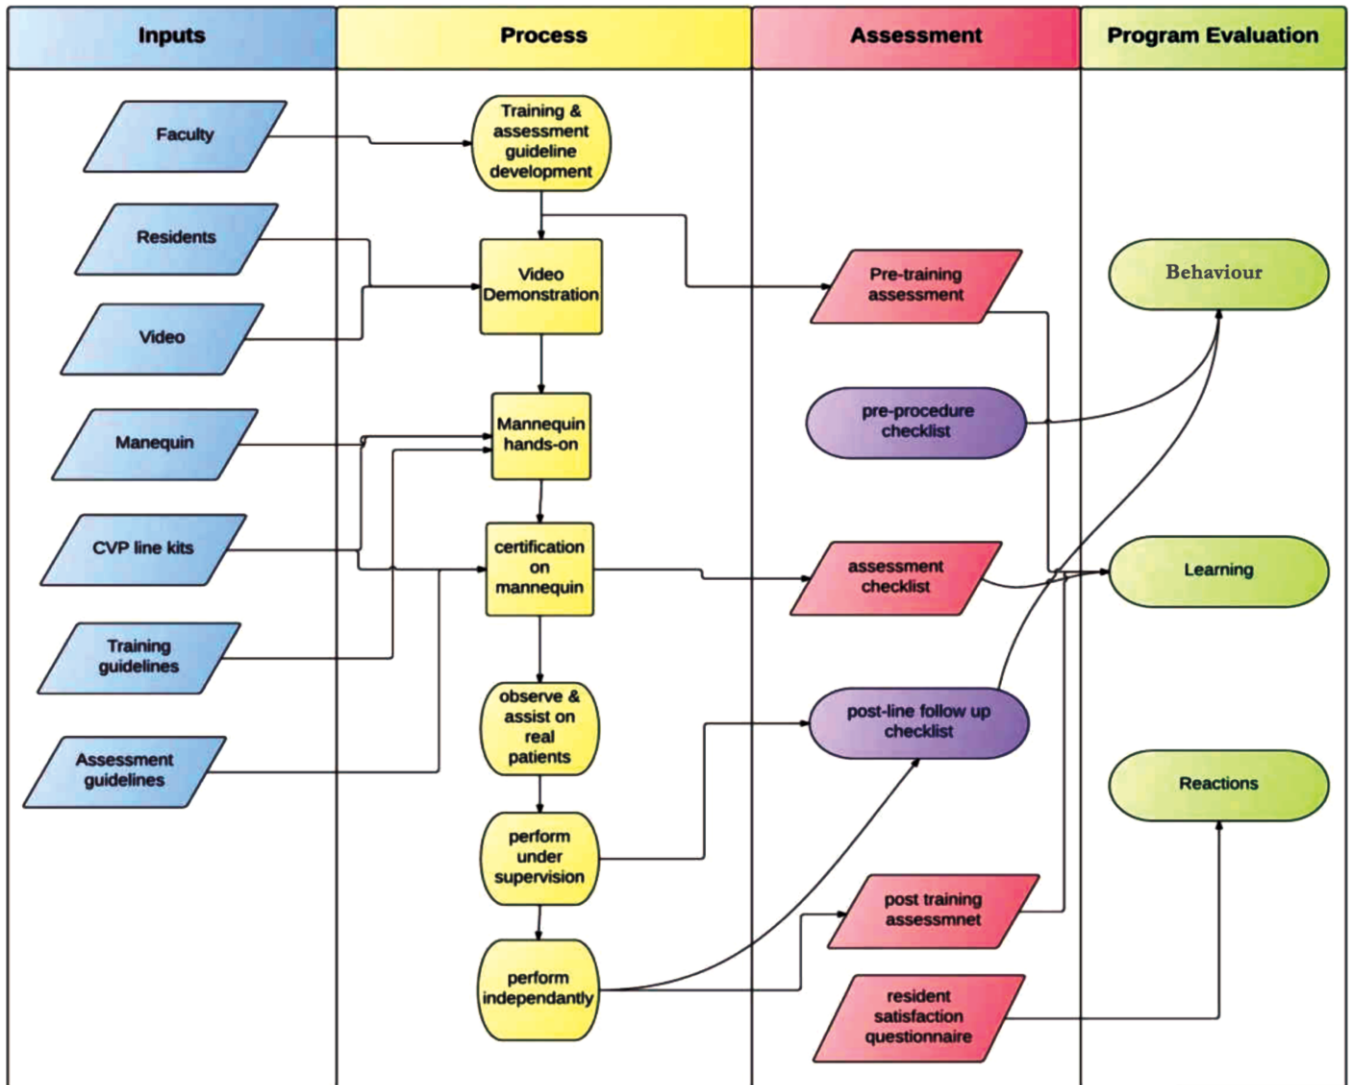 Inputs
Process
Assessment
Program Evaluation
Faculty
Residents
Video
Manequin
CVP line kits
Training
guidelines
Assessment
guidelines
Training &
assessment
guideline
development
Video
Demonstration
Mannequin
hands-on
certification
on
mannequin
observe &
assist on
real
patients
perform
under
supervision
perform
independantly
Pre-training
assessment
pre-procedure
checklist
assessment
checklist
post-line follow up
checklist
post training
assessmnet
resident
satisfaction
questionnaire
Behaviour
Learning
Reactions